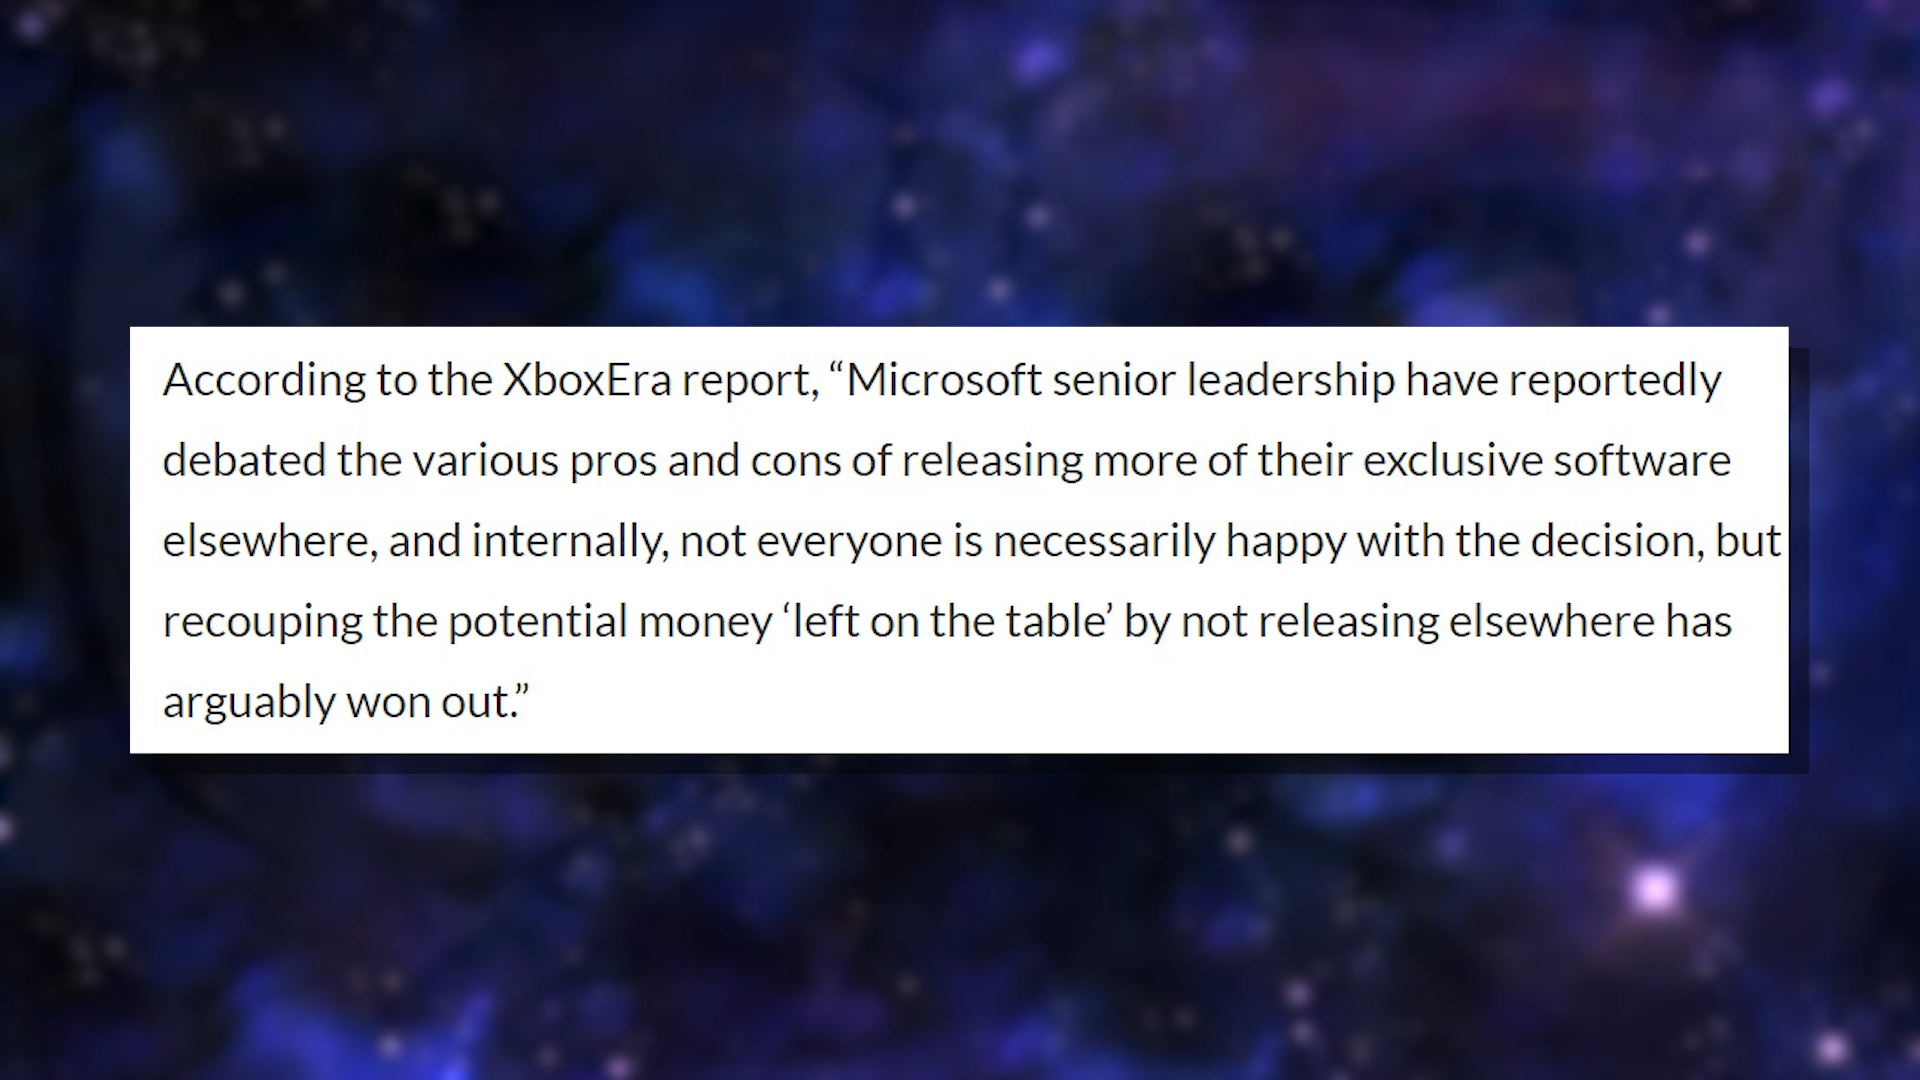 According to the XboxEra report, “Microsoft senior leadership have reportedly
debated the various pros and cons of releasing more of their exclusive software
elsewhere, and internally, not everyone is necessarily happy with the decision, but
recouping the potential money ‘left on the table’ by not releasing elsewhere has
arguably won out.”